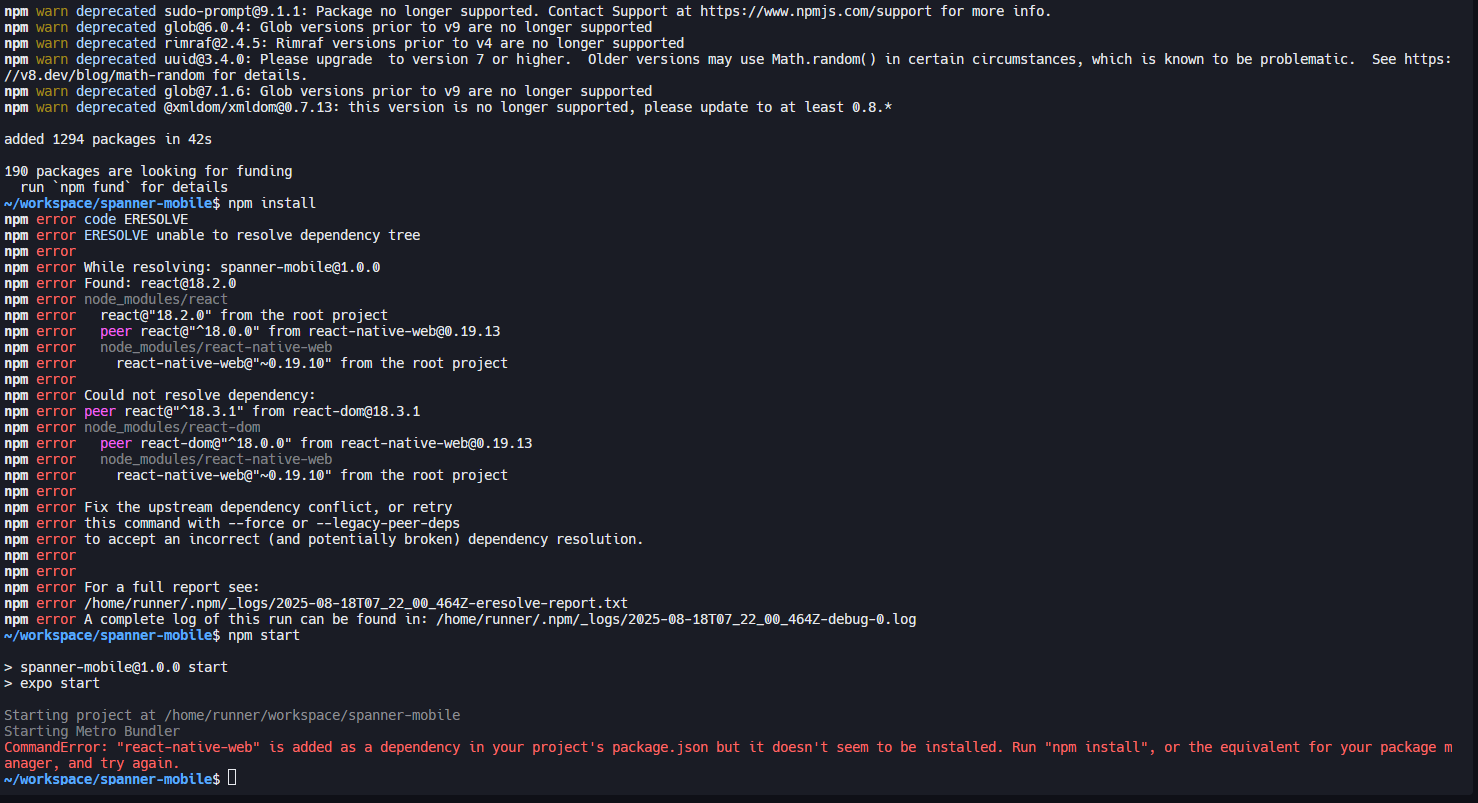 npm warn deprecated sudo-prompt@9.1.1: Package no longer supported. Contact Support at https://www.npmjs.com/support for more info.
npm warn deprecated glob@6.0.4: Glob versions prior to v9 are no longer supported
npm warn deprecated rimraf@2.4.5: Rimraf versions prior to v4 are no longer supported
npm warn deprecated uuid@3.4.0: Please upgrade  to version 7 or higher.  Older versions may use Math.random() in certain circumstances, which is known to be problematic.  See https:
//v8.dev/blog/math-random for details.
npm warn deprecated glob@7.1.6: Glob versions prior to v9 are no longer supported
npm warn deprecated @xmldom/xmldom@0.7.13: this version is no longer supported, please update to at least 0.8.*
added 1294 packages in 42s
190 packages are looking for funding
  run `npm fund` for details
~/workspace/spanner-mobile$ npm install
npm error code ERESOLVE
npm error ERESOLVE unable to resolve dependency tree
npm error
npm error While resolving: spanner-mobile@1.0.0
npm error Found: react@18.2.0
npm error node_modules/react
npm error   react@"18.2.0" from the root project
npm error   peer react@"^18.0.0" from react-native-web@0.19.13
npm error   node_modules/react-native-web
npm error     react-native-web@"~0.19.10" from the root project
npm error
npm error Could not resolve dependency:
npm error peer react@"^18.3.1" from react-dom@18.3.1
npm error node_modules/react-dom
npm error   peer react-dom@"^18.0.0" from react-native-web@0.19.13
npm error   node_modules/react-native-web
npm error     react-native-web@"~0.19.10" from the root project
npm error
npm error Fix the upstream dependency conflict, or retry
npm error this command with --force or --legacy-peer-deps
npm error to accept an incorrect (and potentially broken) dependency resolution.
npm error
npm error
npm error For a full report see:
npm error /home/runner/.npm/_logs/2025-08-18T07_22_00_464Z-eresolve-report.txt
npm error A complete log of this run can be found in: /home/runner/.npm/_logs/2025-08-18T07_22_00_464Z-debug-0.log
~/workspace/spanner-mobile$ npm start
> spanner-mobile@1.0.0 start
> expo start
Starting project at /home/runner/workspace/spanner-mobile
Starting Metro Bundler
CommandError: "react-native-web" is added as a dependency in your project's package.json but it doesn't seem to be installed. Run "npm install", or the equivalent for your package m
anager, and try again.
~/workspace/spanner-mobile$